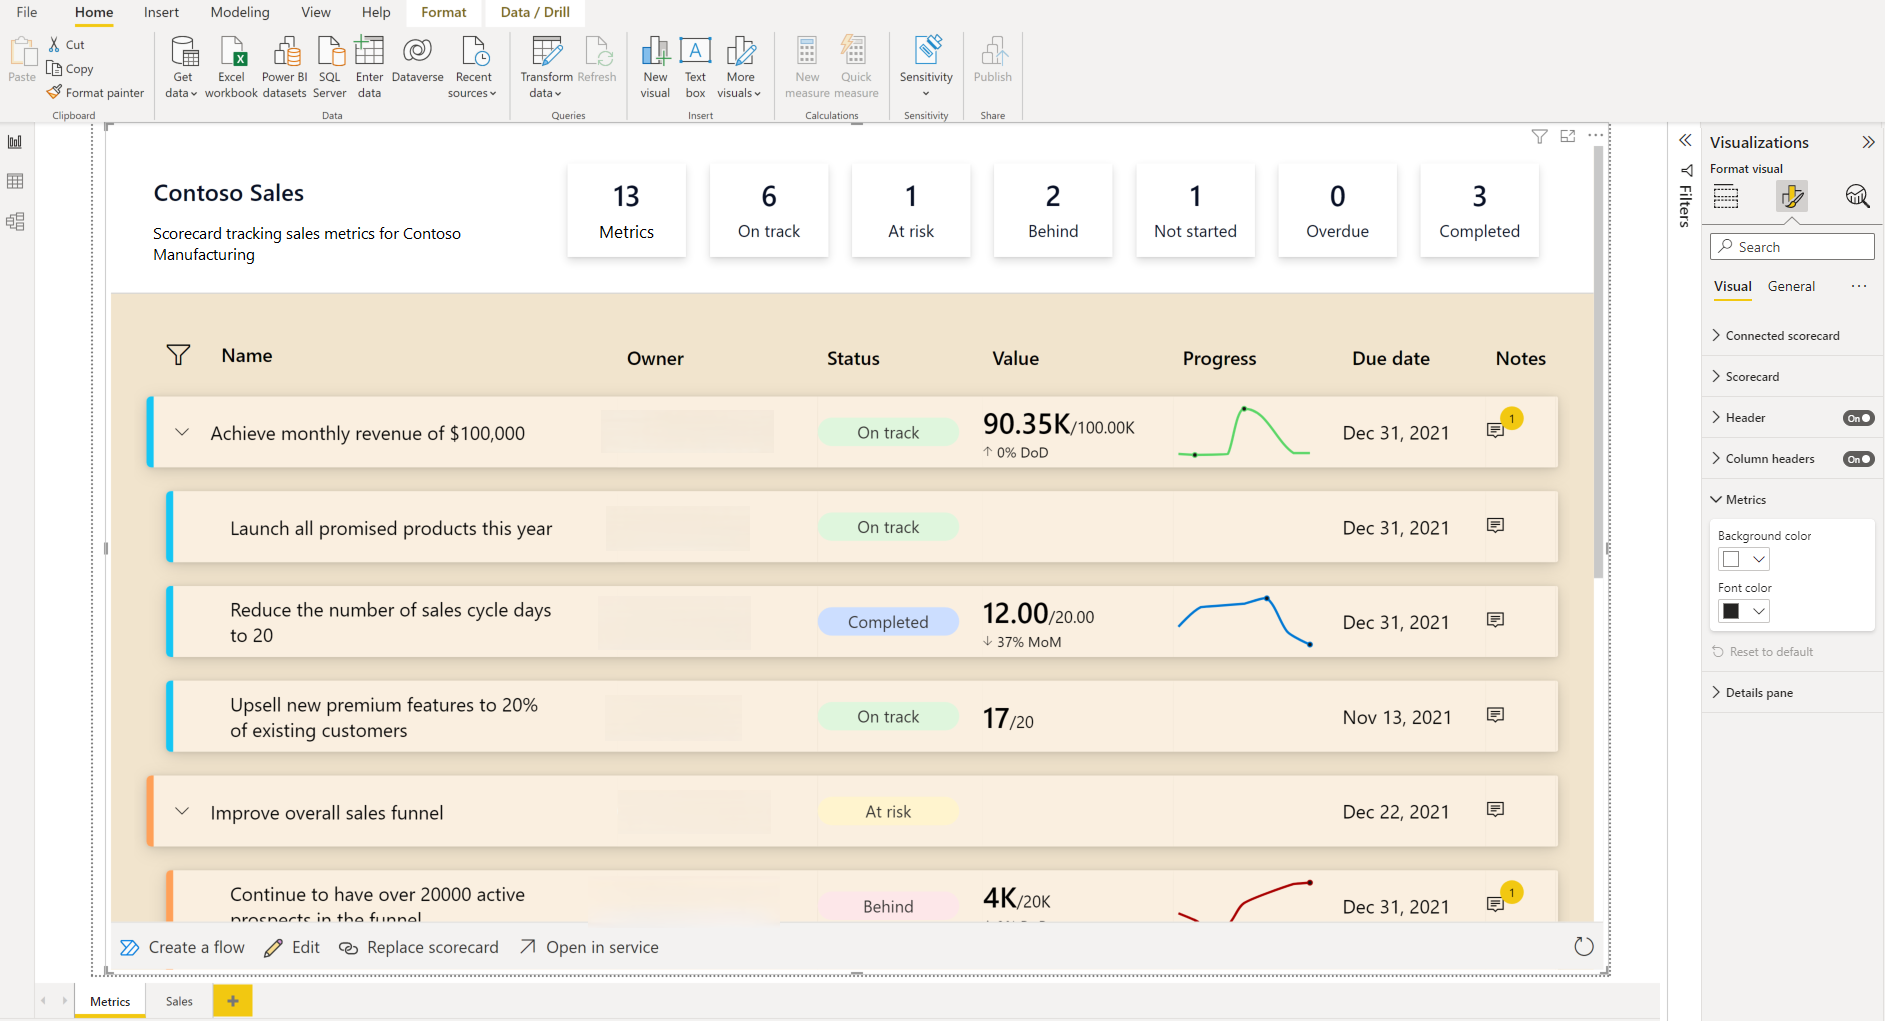 File Home Insert Modeling View Help Format Data / Drill
Paste
Cut
Copy
Format painter
Clipboard
Get data
Excel workbook
Power BI datasets
SQL Server
Enter data
Dataverse
Recent sources
Data
Transform data
Refresh
Queries
New visual
A
Text box
More visuals
Insert
New measure
Quick measure
Calculations
Sensitivity
Sensitivity
Publish
Share
Contoso Sales
Scorecard tracking sales metrics for Contoso
Manufacturing
13
Metrics
6
On track
1
At risk
2
Behind
1
Not started
0
Overdue
3
Completed
Name Owner Status Value Progress Due date Notes
Achieve monthly revenue of $100,000 On track 90.35K/100.00K Dec 31, 2021 1
↑ 0% DoD
Launch all promised products this year On track Dec 31, 2021
Reduce the number of sales cycle days
to 20
Completed 12.00/20.00 Dec 31, 2021
↓ 37% MoM
Upsell new premium features to 20%
of existing customers
On track 17/20 Nov 13, 2021
Improve overall sales funnel At risk Dec 22, 2021
Continue to have over 20000 active
prospects in the funnel
Behind 4K/20K Dec 31, 2021 1
Create a flow Edit Replace scorecard Open in service
Metrics Sales +
Filters
Visualizations
Format visual
Search
Visual General ...
Connected scorecard
Scorecard
Header On
Column headers On
Metrics
Background color
Font color
Reset to default
Details pane